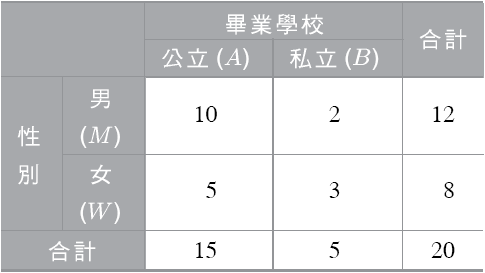 畢業學校
合計
公立(A) 私立(B)
性別
男(M) 10 2 12
女(W) 5 3 8
合計 15 5 20